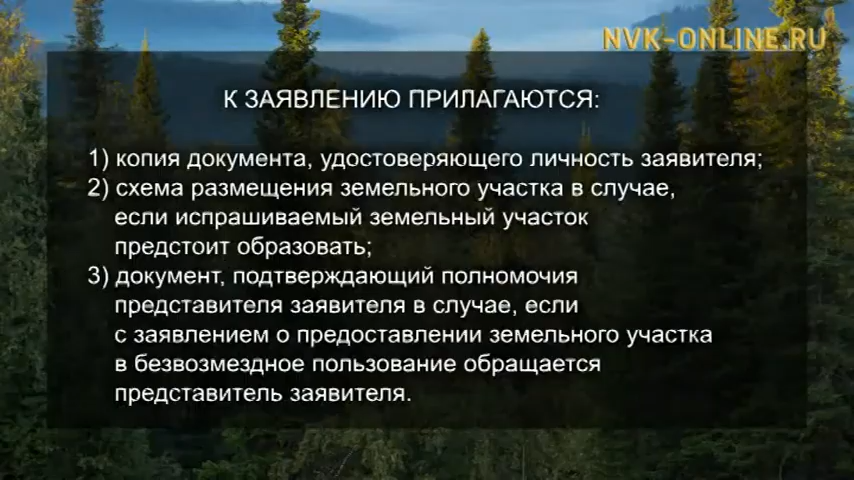 NVK-ONLINE.RU
К ЗАЯВЛЕНИЮ ПРИЛАГАЮТСЯ:
1) копия документа, удостоверяющего личность заявителя;
2) схема размещения земельного участка в случае,
если испрашиваемый земельный участок
предстоит образовать;
3) документ, подтверждающий полномочия
представителя заявителя в случае, если
с заявлением о предоставлении земельного участка
в безвозмездное пользование обращается
представитель заявителя.